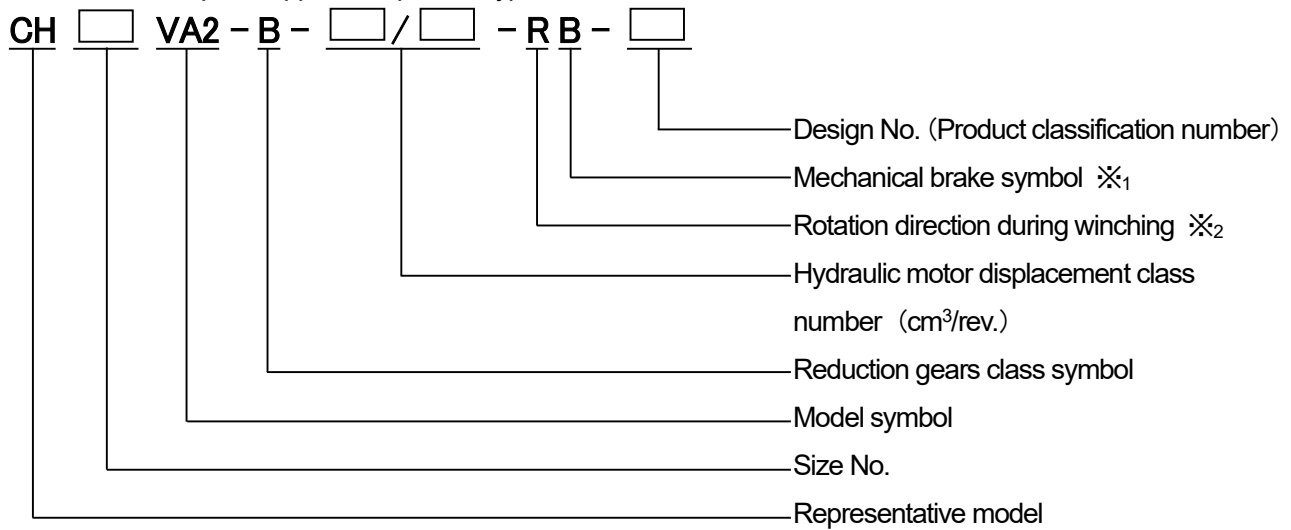 CH □ VA2－B－ □/□ －R B－ □
Design No.（Product classification number）
Mechanical brake symbol ※1
Rotation direction during winching ※2
Hydraulic motor displacement class
number（cm³/rev.）
Reduction gears class symbol
Model symbol
Size No.
Representative model